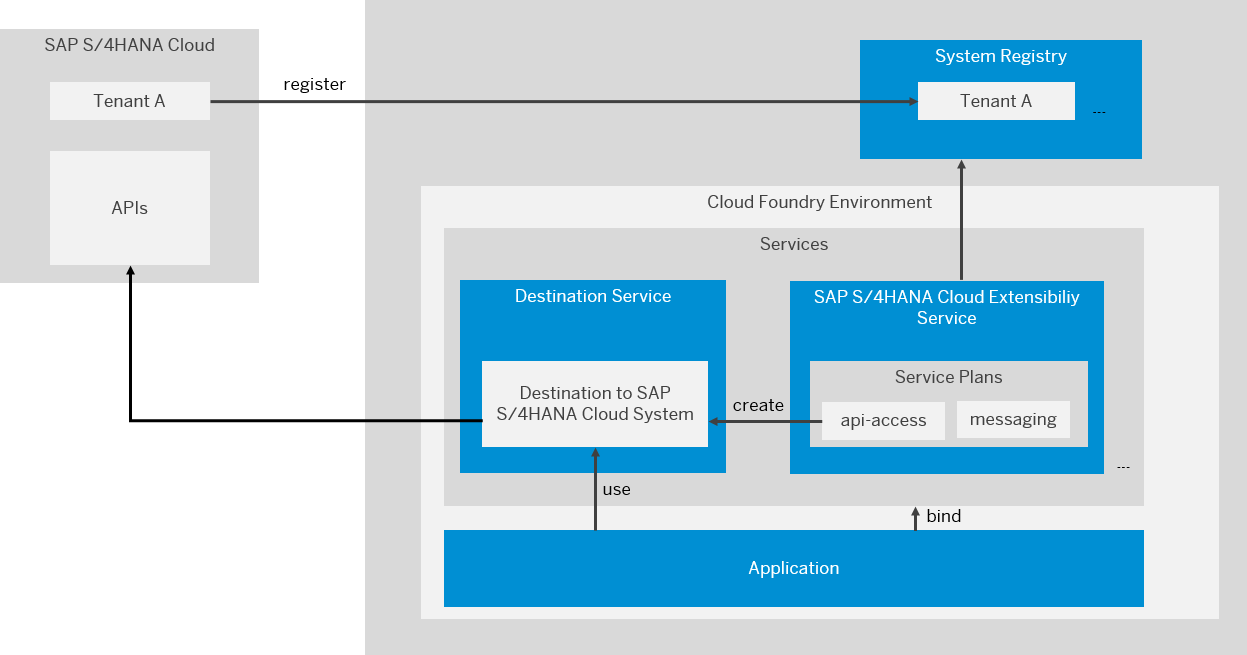 SAP S/4HANA Cloud
Tenant A
APIs
register
System Registry
Tenant A
...
Cloud Foundry Environment
Services
Destination Service
Destination to SAP
S/4HANA Cloud System
create
SAP S/4HANA Cloud Extensibiliy
Service
Service Plans
api-access
messaging
...
use
bind
Application